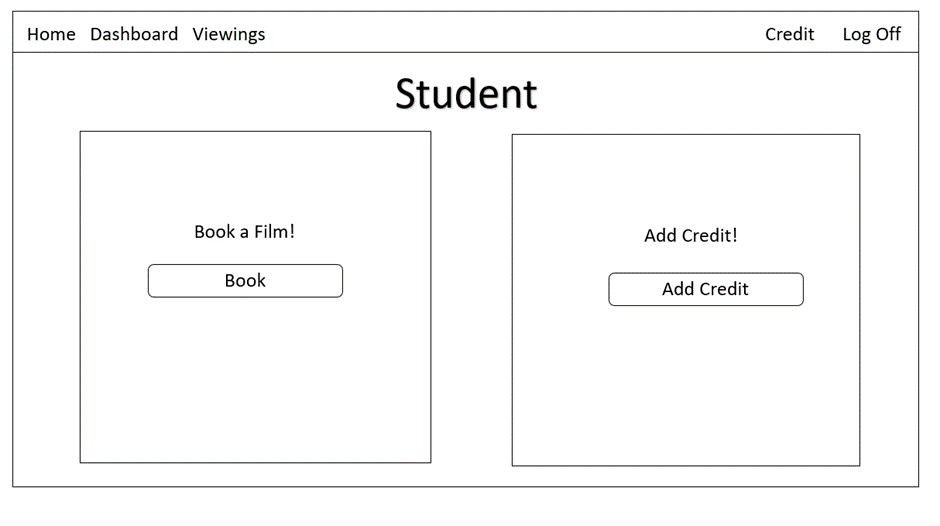 Home Dashboard Viewings Credit Log Off
Student
Book a Film!
Book
Add Credit!
Add Credit